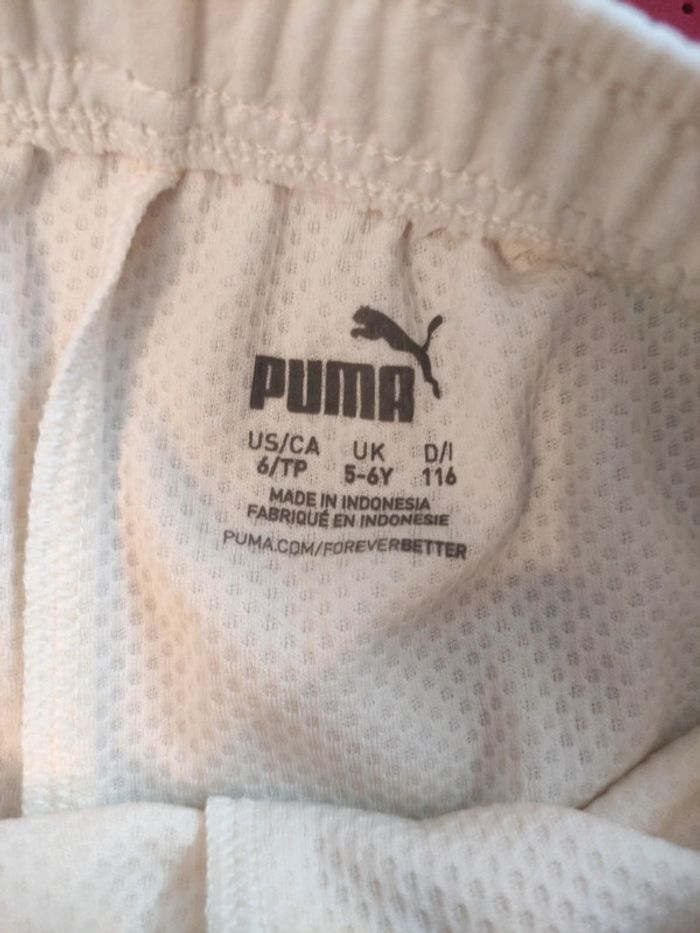 PUMA
US/CA UK D/I
6/TP 5-6Y 116
MADE IN INDONESIA
FABRIQUÉ EN INDONESIE
PUMA.COM/FOREVERBETTER